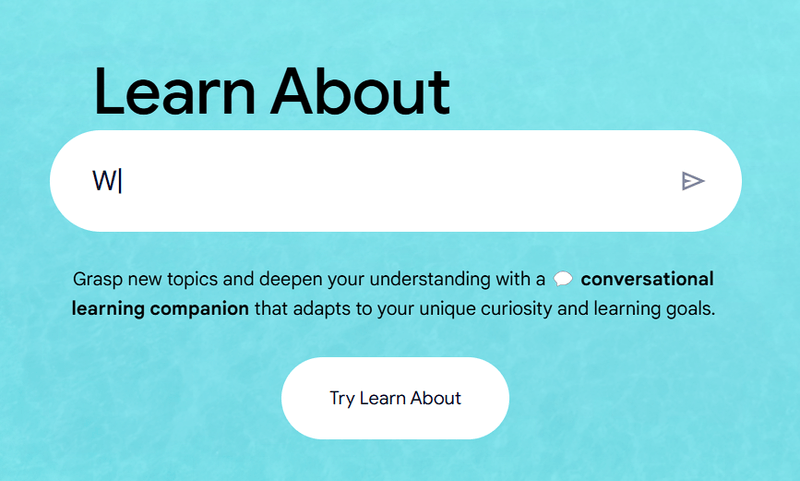 Learn About
W
Grasp new topics and deepen your understanding with a 💬 conversational
learning companion that adapts to your unique curiosity and learning goals.
Try Learn About